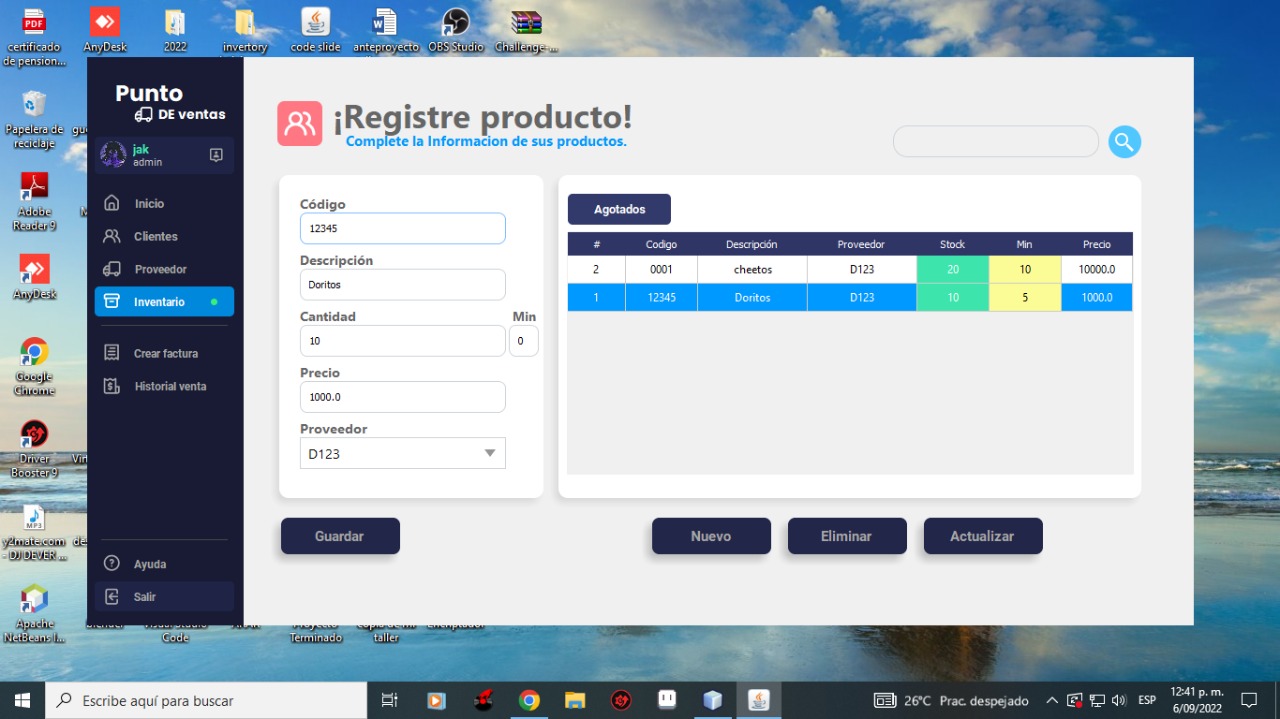 certificado
de pension...
AnyDesk
2022
invertory
code slide
anteproyecto
OBS Studio
Challenge-...
Papelera de
reciclaje
Adobe
Reader 9
AnyDesk
Google
Chrome
Driver
Booster 9
MP3
y2mate.com
- DJ DEVER ...
Apache
NetBeans I...
Code
Proyecto
Terminado
taller
PDF
Punto
DE ventas
jak
admin
Inicio
Clientes
Proveedor
Inventario
Crear factura
Historial venta
Ayuda
Salir
¡Registre producto!
Complete la Informacion de sus productos.
Código
12345
Descripción
Doritos
Cantidad Min
10 0
Precio
1000.0
Proveedor
D123
Guardar
Agotados
# Codigo Descripción Proveedor Stock Min Precio
2 0001 cheetos D123 20 10 10000.0
1 12345 Doritos D123 10 5 1000.0
Nuevo Eliminar Actualizar
Escribe aquí para buscar
26°C Prac. despejado
ESP
12:41 p. m.
6/09/2022